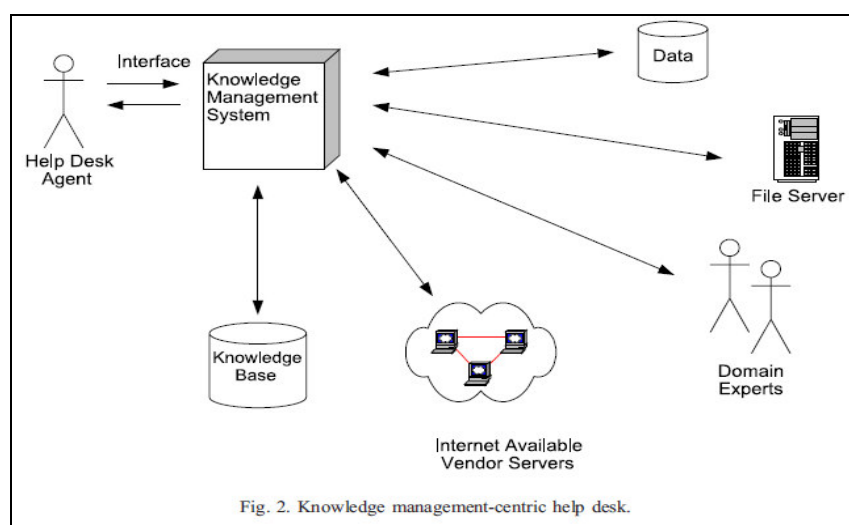 Interface
Knowledge
Management
System
Help Desk
Agent
Data
File Server
Domain
Experts
Knowledge
Base
Internet Available
Vendor Servers
Fig. 2. Knowledge management-centric help desk.